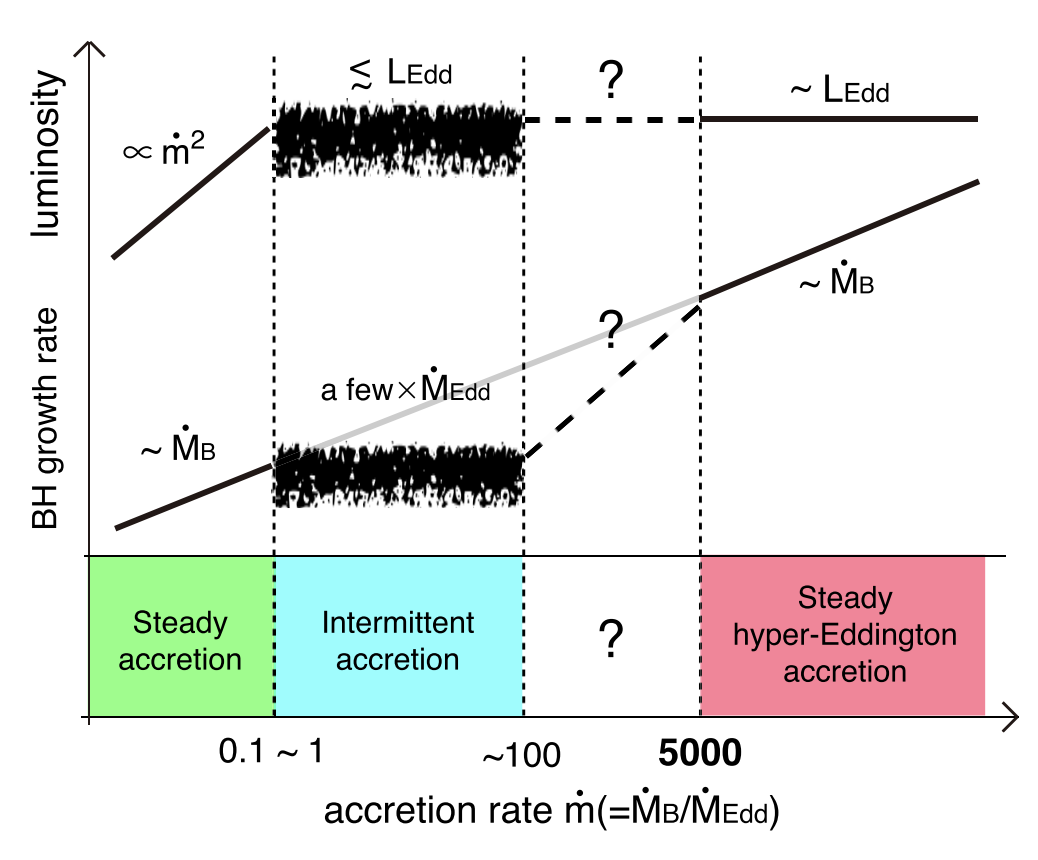 luminosity
∝ ṁ²
≲ LEdd
?
~ LEdd
BH growth rate
~ ṀB
a few×ṀEdd
?
~ ṀB
Steady
accretion
Intermittent
accretion
?
Steady
hyper-Eddington
accretion
0.1 ~ 1
~100
5000
accretion rate ṁ(=ṀB/ṀEdd)